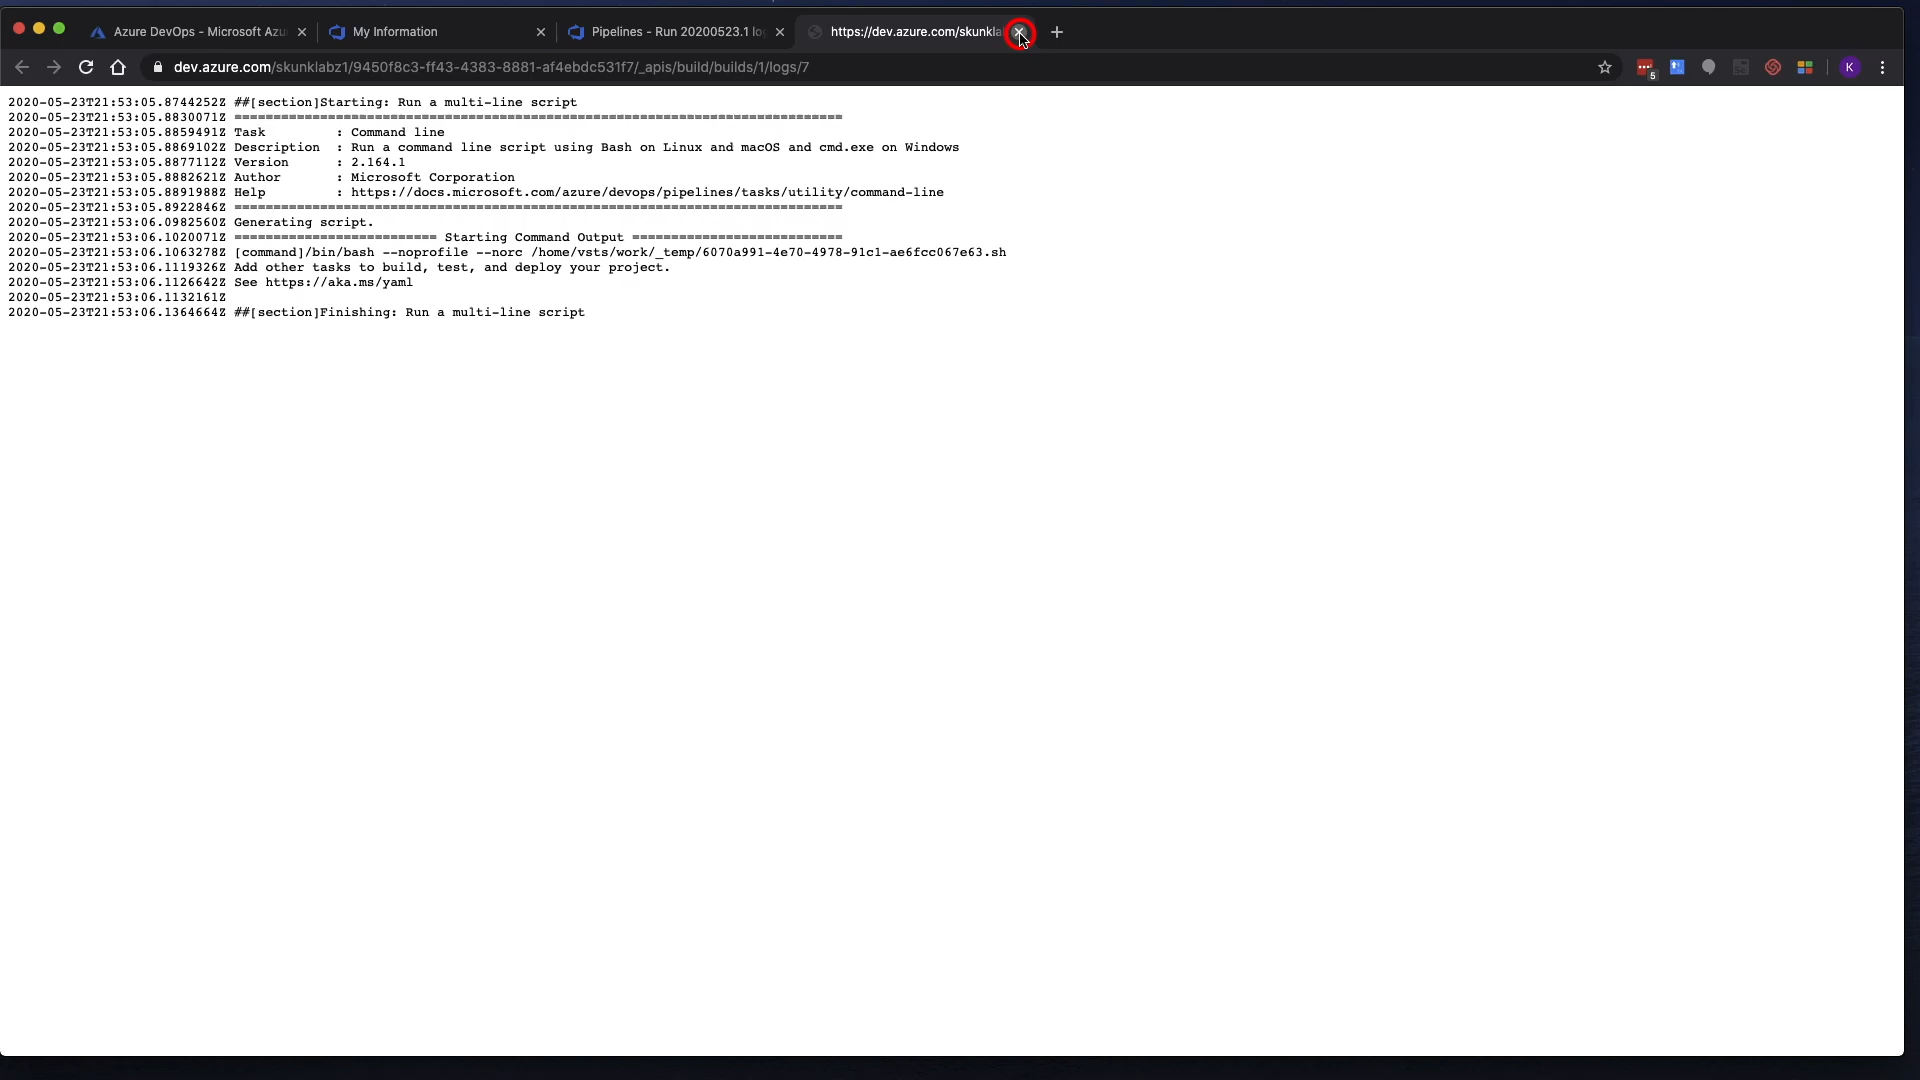 Azure DevOps - Microsoft Azu
My Information
Pipelines - Run 20200523.1 lo
https://dev.azure.com/skunkla
dev.azure.com/skunklabz1/9450f8c3-ff43-4383-8881-af4ebdc531f7/_apis/build/builds/1/logs/7
5
K
2020-05-23T21:53:05.8744252Z ##[section]Starting: Run a multi-line script
2020-05-23T21:53:05.8830071Z ==============================================================================
2020-05-23T21:53:05.8859491Z Task         : Command line
2020-05-23T21:53:05.8869102Z Description  : Run a command line script using Bash on Linux and macOS and cmd.exe on Windows
2020-05-23T21:53:05.8877112Z Version      : 2.164.1
2020-05-23T21:53:05.8882621Z Author       : Microsoft Corporation
2020-05-23T21:53:05.8891988Z Help         : https://docs.microsoft.com/azure/devops/pipelines/tasks/utility/command-line
2020-05-23T21:53:05.8922846Z ==============================================================================
2020-05-23T21:53:06.0982560Z Generating script.
2020-05-23T21:53:06.1020071Z ========================== Starting Command Output ===========================
2020-05-23T21:53:06.1063278Z [command]/bin/bash --noprofile --norc /home/vsts/work/_temp/6070a991-4e70-4978-91c1-ae6fcc067e63.sh
2020-05-23T21:53:06.1119326Z Add other tasks to build, test, and deploy your project.
2020-05-23T21:53:06.1126642Z See https://aka.ms/yaml
2020-05-23T21:53:06.1132161Z
2020-05-23T21:53:06.1364664Z ##[section]Finishing: Run a multi-line script